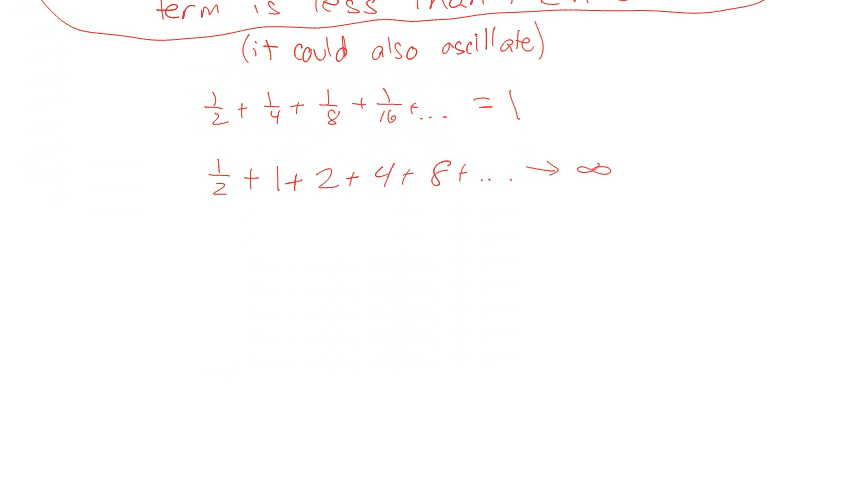 term is less than
(it could also oscillate)
1/2 + 1/4 + 1/8 + 1/16 + ... = 1
1/2 + 1 + 2 + 4 + 8 + .... → ∞